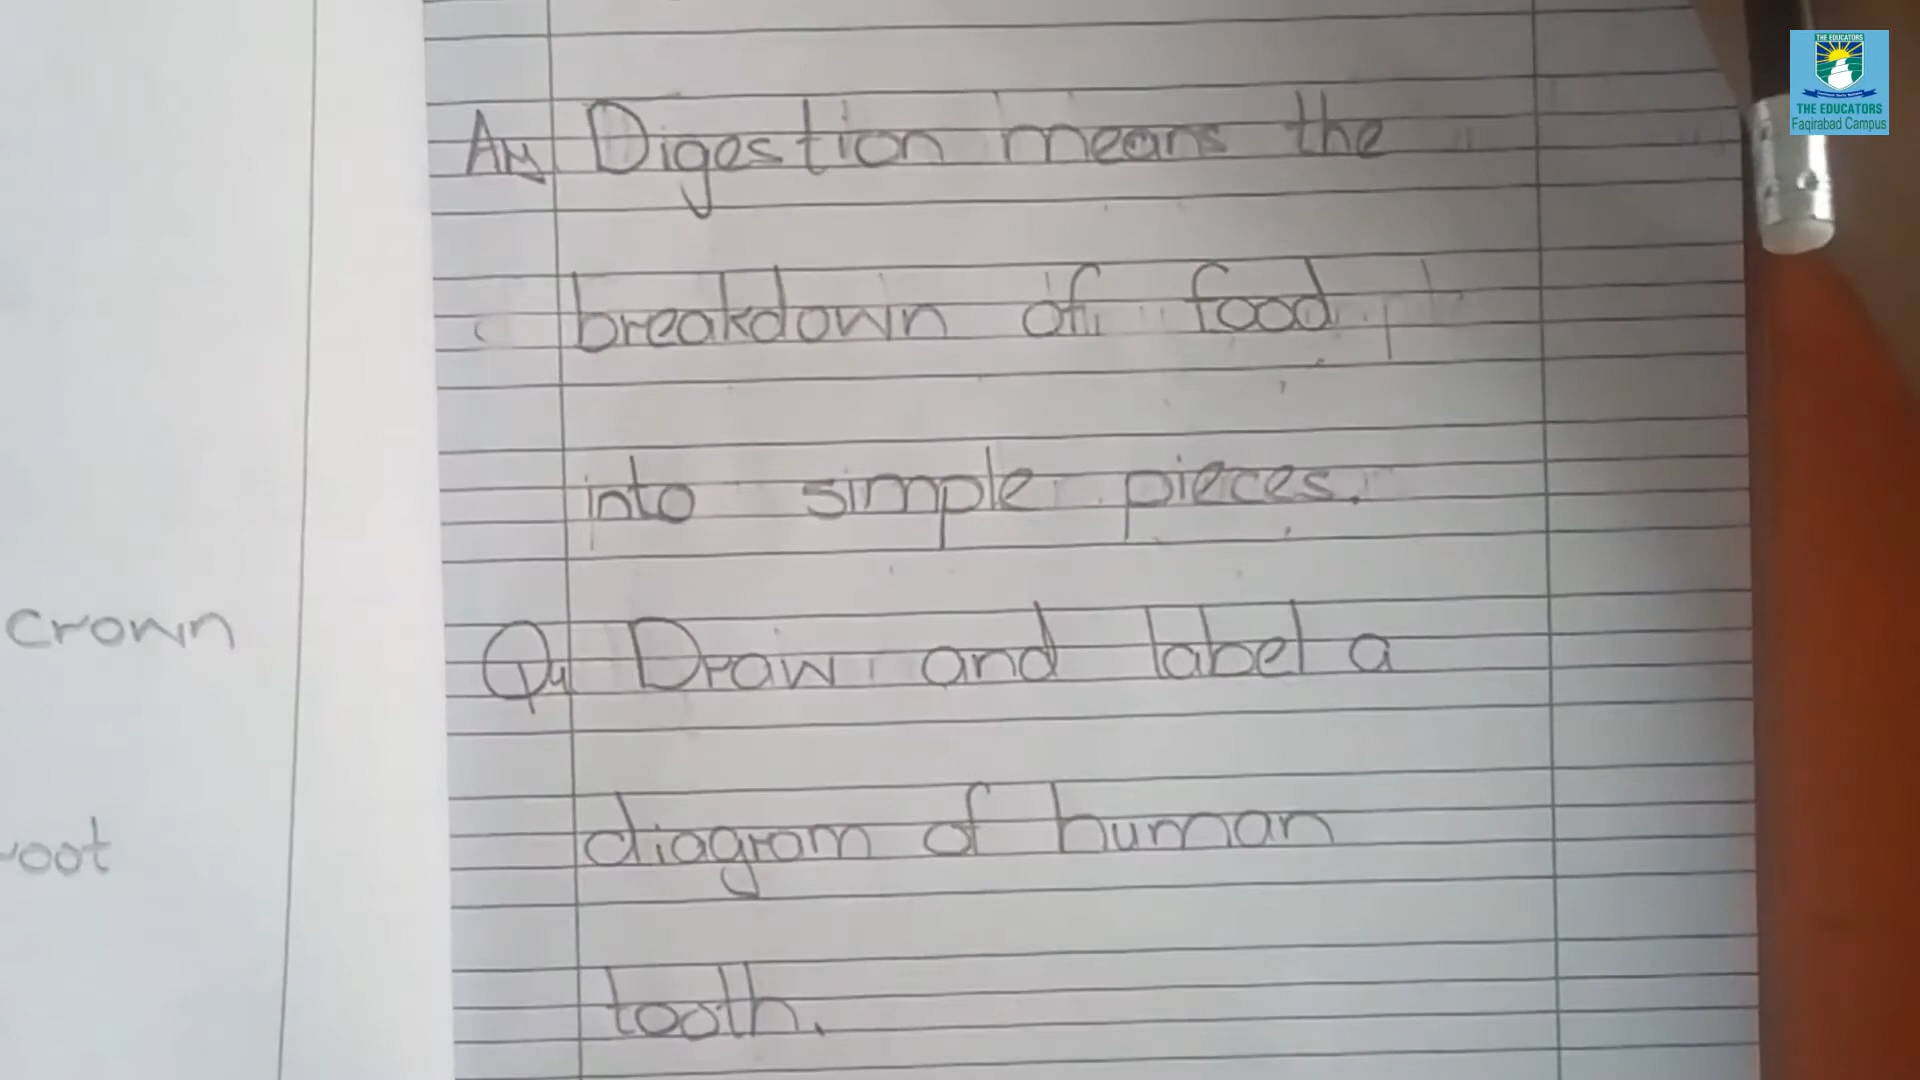 THE EDUCATORS
THE EDUCATORS
Faqirabad Campus
Ans Digestion means the
breakdown of food
into simple pieces.
Q4 Draw and label a
diagram of human
tooth.
crown
root